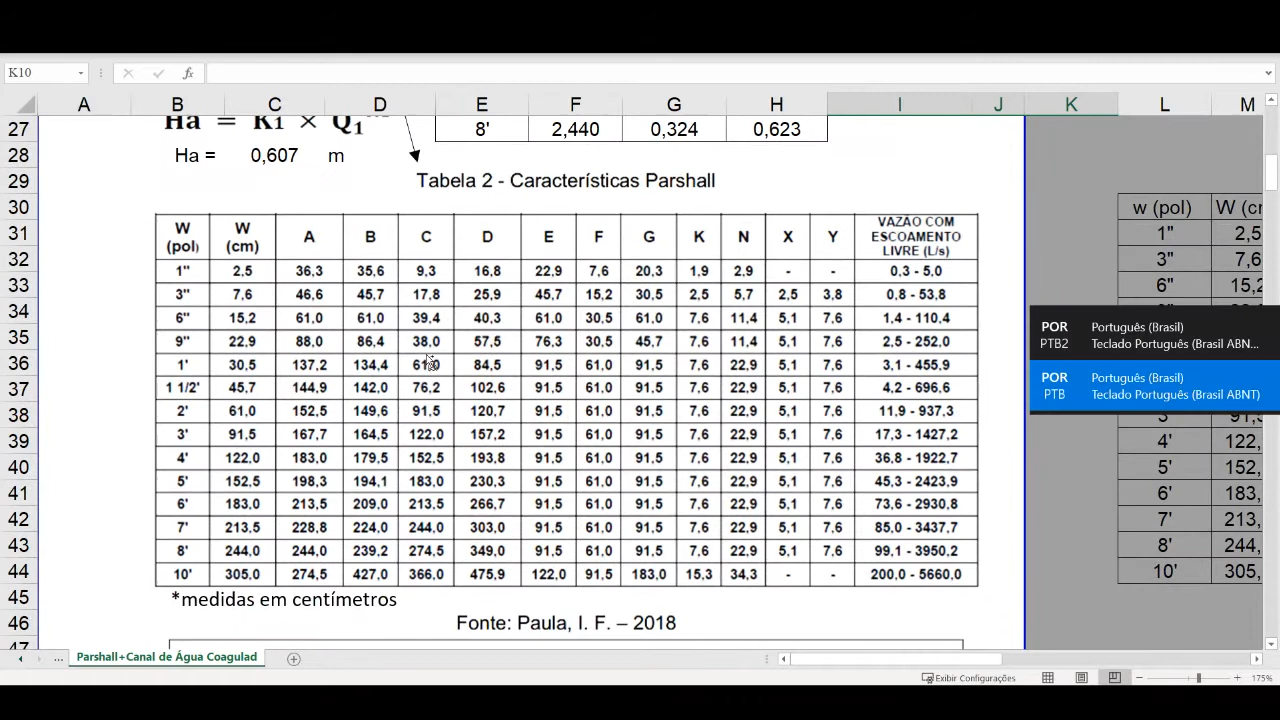 K10 fx
A B C D E F G H I J K L M
27 Ha = K₁ × Q₁ 8' 2,440 0,324 0,623
28 Ha = 0,607 m
29 Tabela 2 - Características Parshall
30 w (pol) W (cm
31 W (pol) W (cm) A B C D E F G K N X Y VAZÃO COM ESCOAMENTO LIVRE (L/s) 1" 2,5
32 1" 2,5 36,3 35,6 9,3 16,8 22,9 7,6 20,3 1,9 2,9 - - 0,3 - 5,0 3" 7,6
33 3" 7,6 46,6 45,7 17,8 25,9 45,7 15,2 30,5 2,5 5,7 2,5 3,8 0,8 - 53,8 6" 15,2
34 6" 15,2 61,0 61,0 39,4 40,3 61,0 30,5 61,0 7,6 11,4 5,1 7,6 1,4 - 110,4
35 9" 22,9 88,0 86,4 38,0 57,5 76,3 30,5 45,7 7,6 11,4 5,1 7,6 2,5 - 252,0
36 1' 30,5 137,2 134,4 61,0 84,5 91,5 61,0 91,5 7,6 22,9 5,1 7,6 3,1 - 455,9
37 1 1/2' 45,7 144,9 142,0 76,2 102,6 91,5 61,0 91,5 7,6 22,9 5,1 7,6 4,2 - 696,6
38 2' 61,0 152,5 149,6 91,5 120,7 91,5 61,0 91,5 7,6 22,9 5,1 7,6 11,9 - 937,3 3' 91,5
39 3' 91,5 167,7 164,5 122,0 157,2 91,5 61,0 91,5 7,6 22,9 5,1 7,6 17,3 - 1427,2 4' 122,
40 4' 122,0 183,0 179,5 152,5 193,8 91,5 61,0 91,5 7,6 22,9 5,1 7,6 36,8 - 1922,7 5' 152,
41 5' 152,5 198,3 194,1 183,0 230,3 91,5 61,0 91,5 7,6 22,9 5,1 7,6 45,3 - 2423,9 6' 183,
42 6' 183,0 213,5 209,0 213,5 266,7 91,5 61,0 91,5 7,6 22,9 5,1 7,6 73,6 - 2930,8 7' 213,
43 7' 213,5 228,8 224,0 244,0 303,0 91,5 61,0 91,5 7,6 22,9 5,1 7,6 85,0 - 3437,7 8' 244,
44 8' 244,0 244,0 239,2 274,5 349,0 91,5 61,0 91,5 7,6 22,9 5,1 7,6 99,1 - 3950,2 10' 305,
45 10' 305,0 274,5 427,0 366,0 475,9 122,0 91,5 183,0 15,3 34,3 - - 200,0 - 5660,0
*medidas em centímetros
46 Fonte: Paula, I. F. – 2018
47
POR Português (Brasil)
PTB2 Teclado Português (Brasil ABN...
POR Português (Brasil)
PTB Teclado Português (Brasil ABNT)
... Parshall+Canal de Água Coagulad
Exibir Configurações 175%